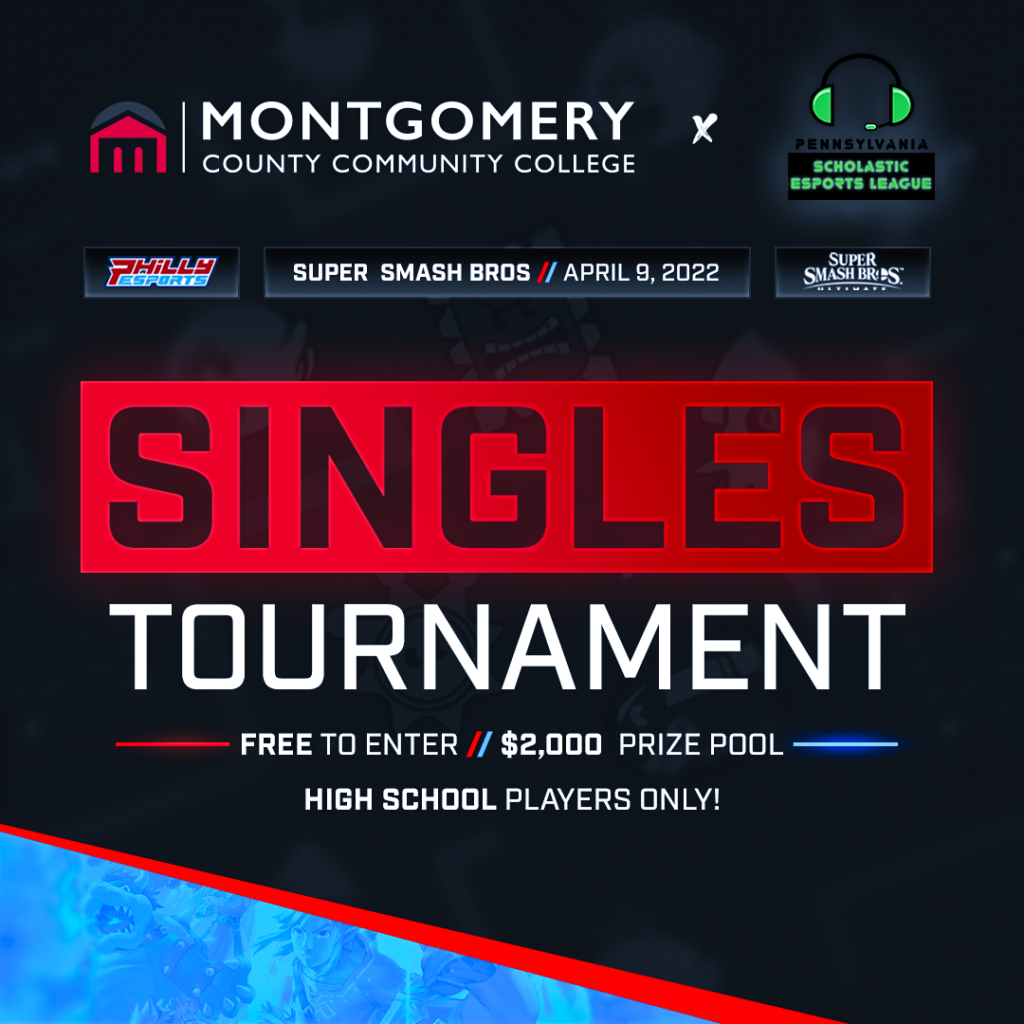 MONTGOMERY
COUNTY COMMUNITY COLLEGE
X
PENNSYLVANIA
SCHOLASTIC
ESPORTS LEAGUE
PHILLY
ESPORTS
SUPER SMASH BROS // APRIL 9, 2022
SUPER
SMASH BROS.™
ULTIMATE
SINGLES
TOURNAMENT
FREE TO ENTER // $2,000 PRIZE POOL
HIGH SCHOOL PLAYERS ONLY!